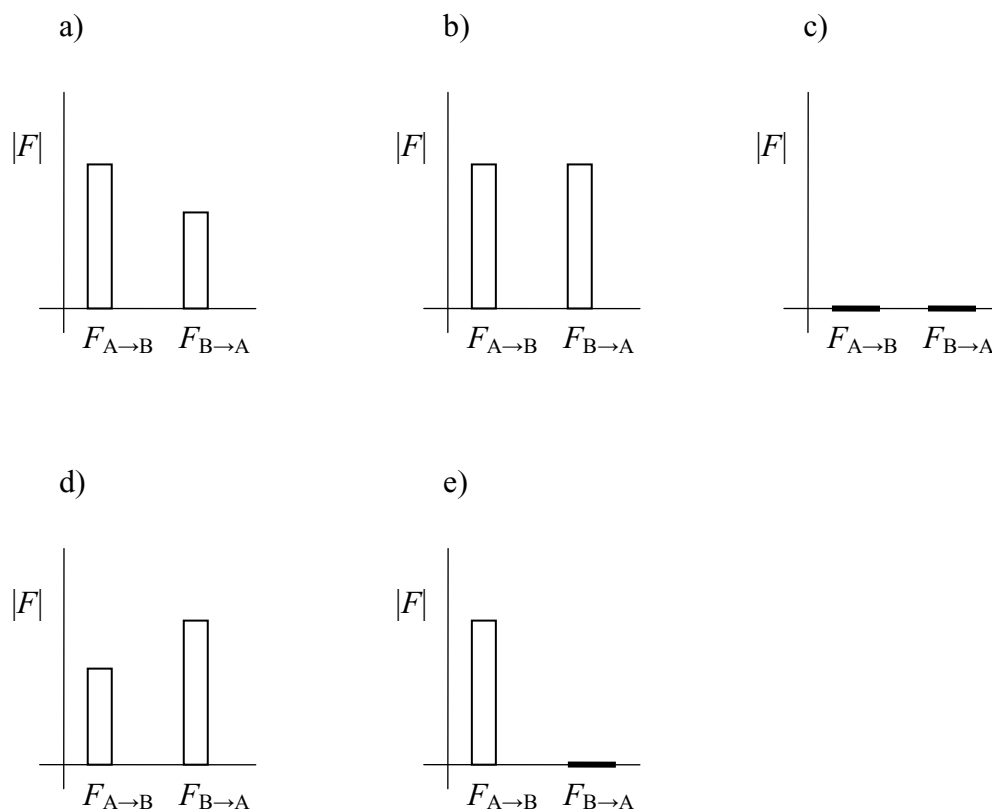 a) b) c)
|F| |F| |F|
F_A→B F_B→A F_A→B F_B→A F_A→B F_B→A
d) e)
|F| |F|
F_A→B F_B→A F_A→B F_B→A